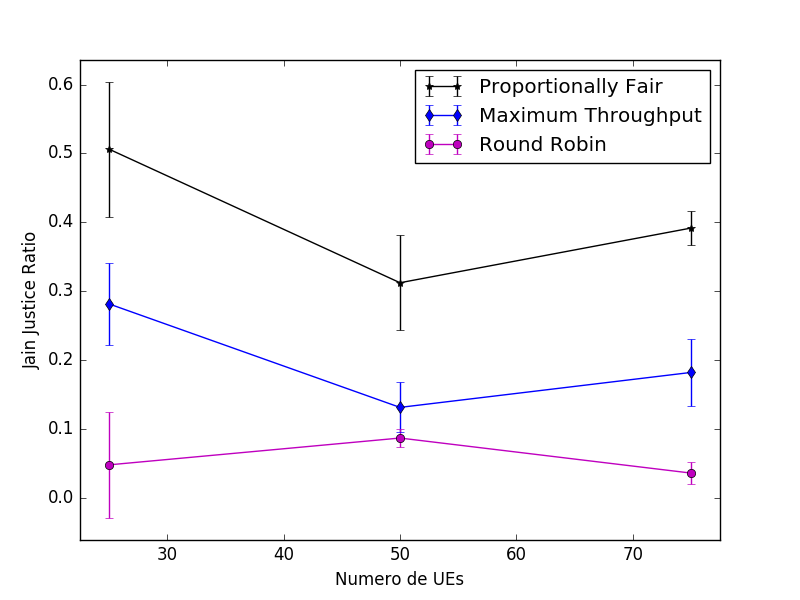 Proportionally Fair
Maximum Throughput
Round Robin
Jain Justice Ratio
0.6
0.5
0.4
0.3
0.2
0.1
0.0
30 40 50 60 70
Numero de UEs